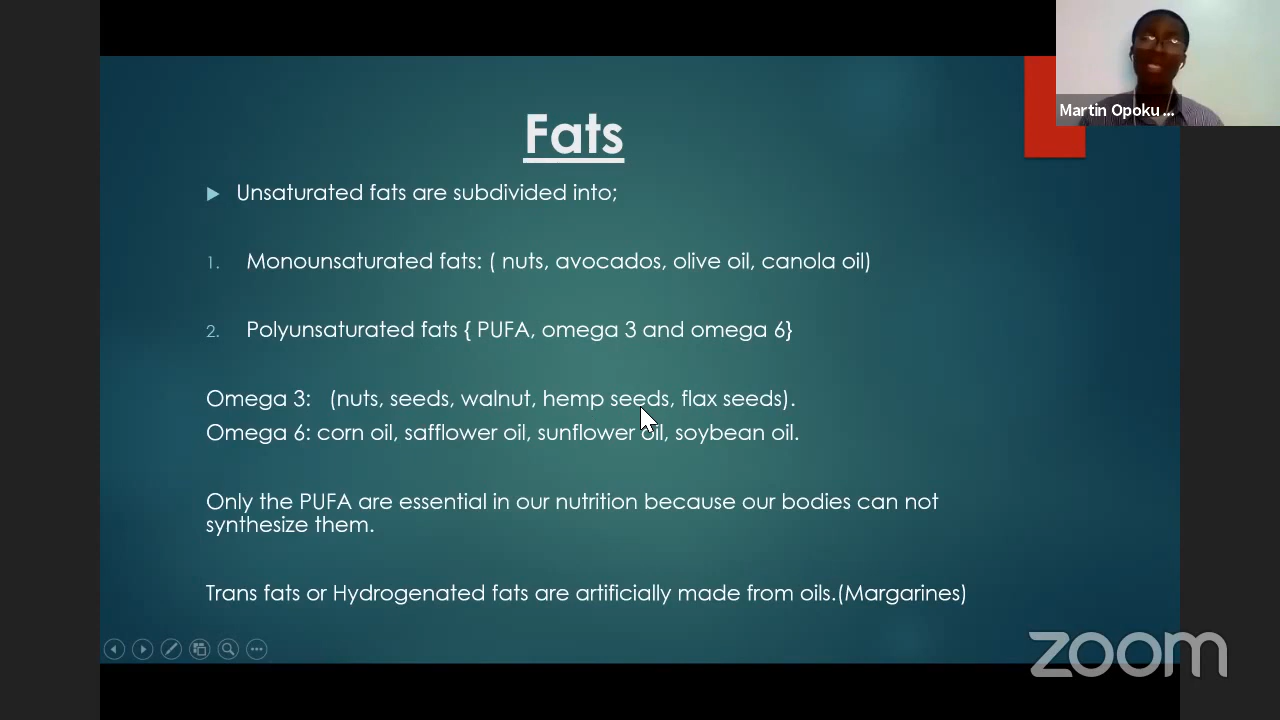 Fats
Unsaturated fats are subdivided into;
1. Monounsaturated fats: ( nuts, avocados, olive oil, canola oil)
2. Polyunsaturated fats { PUFA, omega 3 and omega 6}
Omega 3: (nuts, seeds, walnut, hemp seeds, flax seeds).
Omega 6: corn oil, safflower oil, sunflower oil, soybean oil.
Only the PUFA are essential in our nutrition because our bodies can not
synthesize them.
Trans fats or Hydrogenated fats are artificially made from oils.(Margarines)
Martin Opoku ...
zoom